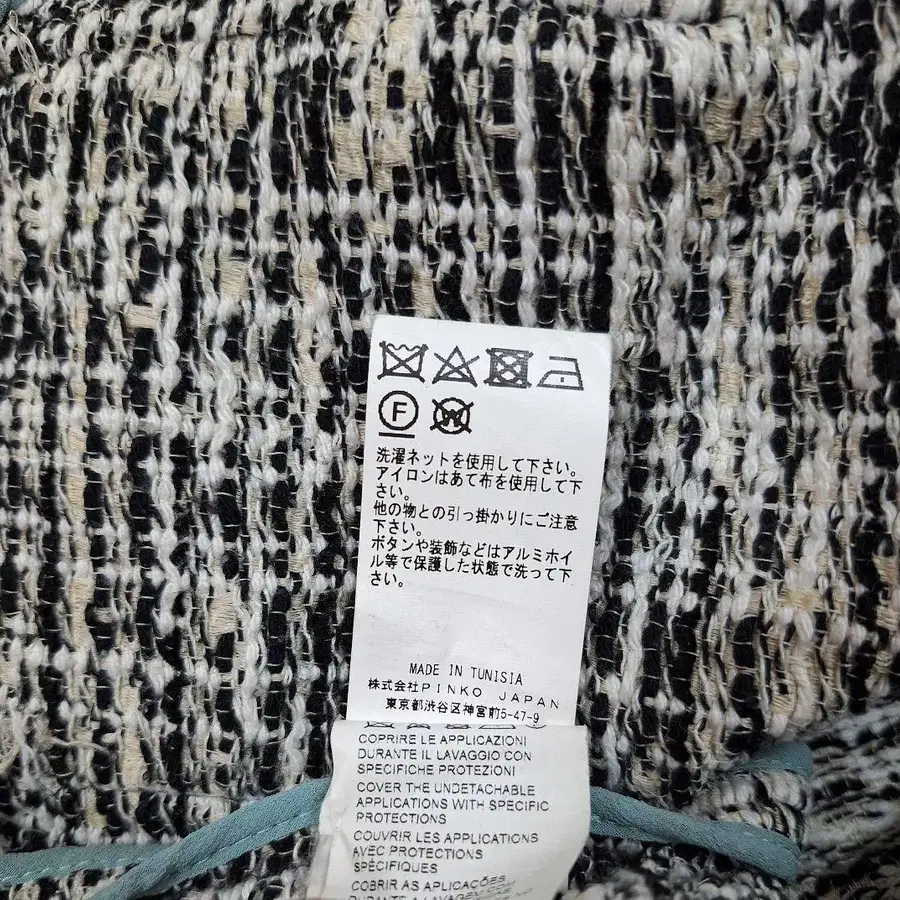 F
W
洗濯ネットを使用して下さい。
アイロンはあて布を使用して下
さい。
他の物との引っ掛かりにご注意
下さい。
ボタンや装飾などはアルミホイ
ル等で保護した状態で洗って下
さい。
MADE IN TUNISIA
株式会社PINKO JAPAN
東京都渋谷区神宮前5-47-9
COPRIRE LE APPLICAZIONI
DURANTE IL LAVAGGIO CON
SPECIFICHE PROTEZIONI
COVER THE UNDETACHABLE
APPLICATIONS WITH SPECIFIC
PROTECTIONS
COUVRIR LES APPLICATIONS
AVEC PROTECTIONS
SPÉCIFIQUES
COBRIR AS APLICAÇÕES
DURANTE A LAVAGEM COM